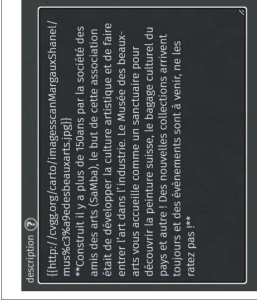 description (?)
{{http://cvgg.org/carto/imagesscanMargauxShanel/
mus%c3%a9edesbeauxarts.jpg}}
**Construit il y a plus de 150ans par la société des
amis des arts (SaMba), le but de cette association
était de développer la culture artistique et de faire
entrer l'art dans l'industrie. Le Musée des beaux-
arts vous accueille comme un sanctuaire pour
découvrir la peinture suisse, le bagage culturel du
pays et autre ! Des nouvelles collections arrivent
toujours et des évènements sont à venir, ne les
ratez pas !**